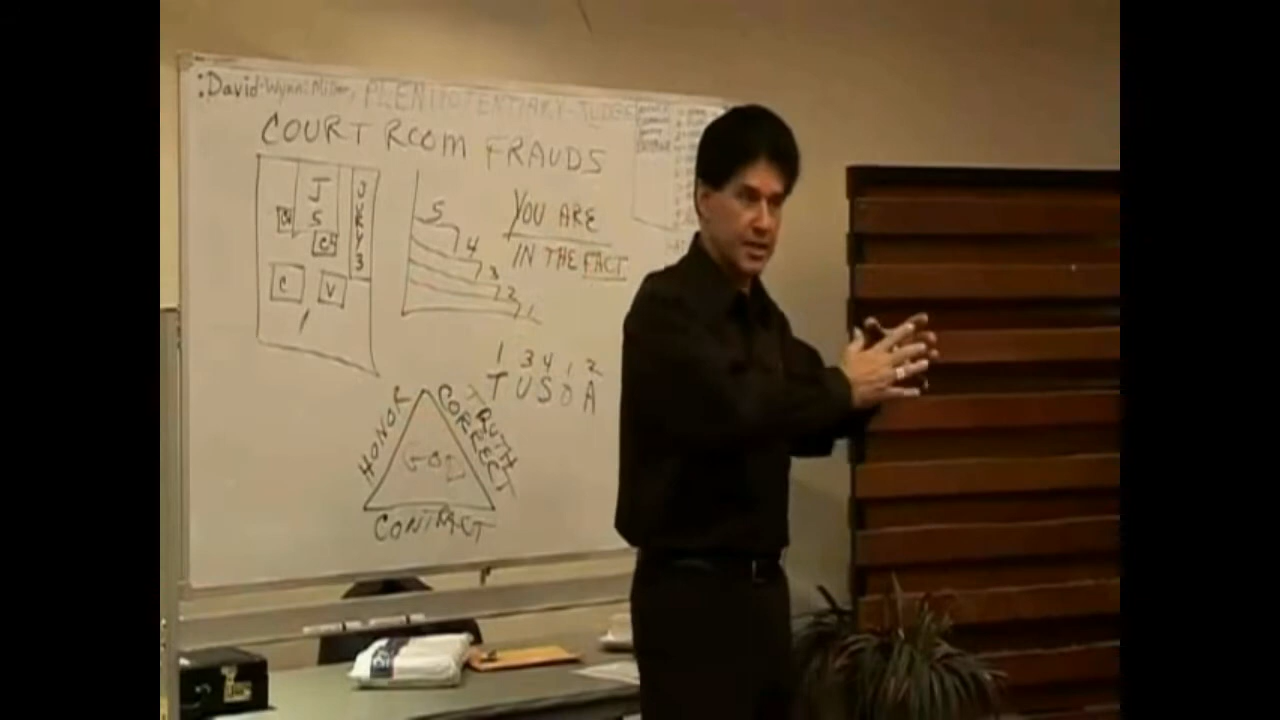 :David-Wynn: Miller, PLENIPOTENTIARY-JUDGE
COURT ROOM FRAUDS
J
S
JURY
3
C
V
1
5
4
3
2
1
YOU ARE
IN THE FACT
1 3 4 1 2
T U S O A
HONOR
TRUTH
CORRECT
GOD
CONTRACT